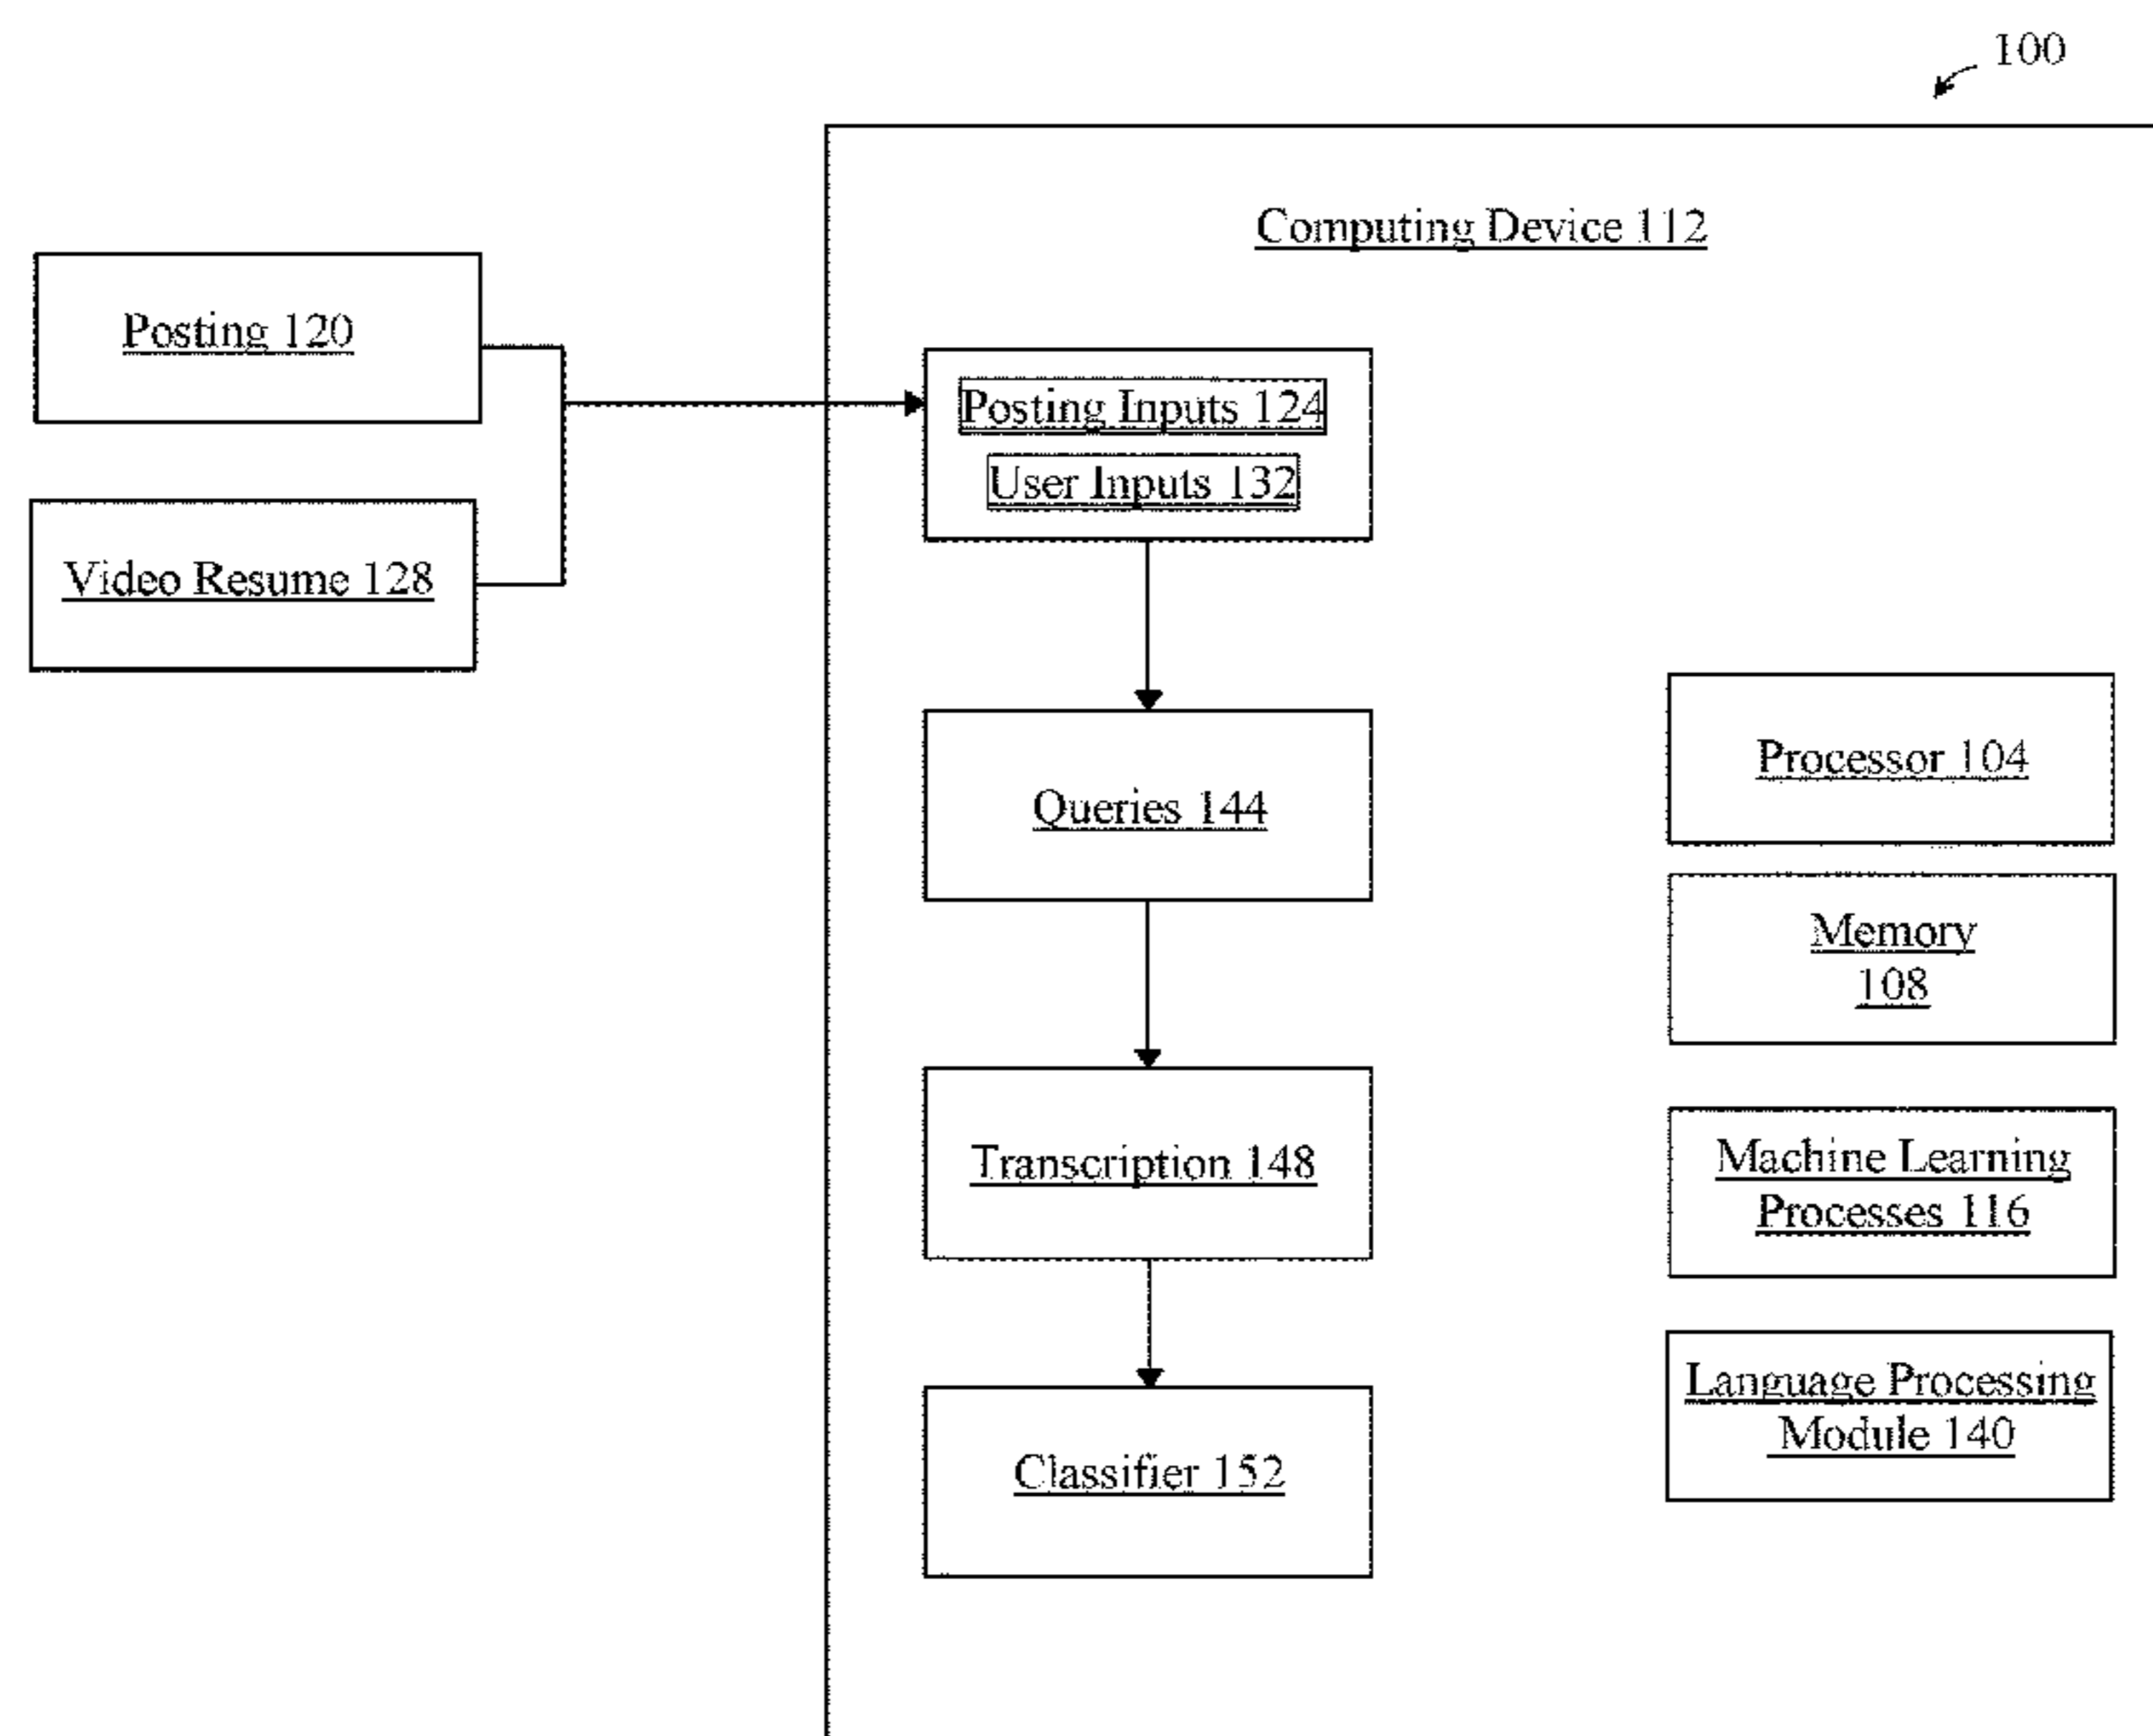 100
Computing Device 112
Posting 120
Video Resume 128
Posting Inputs 124
User Inputs 132
Queries 144
Transcription 148
Classifier 152
Processor 104
Memory
108
Machine Learning
Processes 116
Language Processing
Module 140